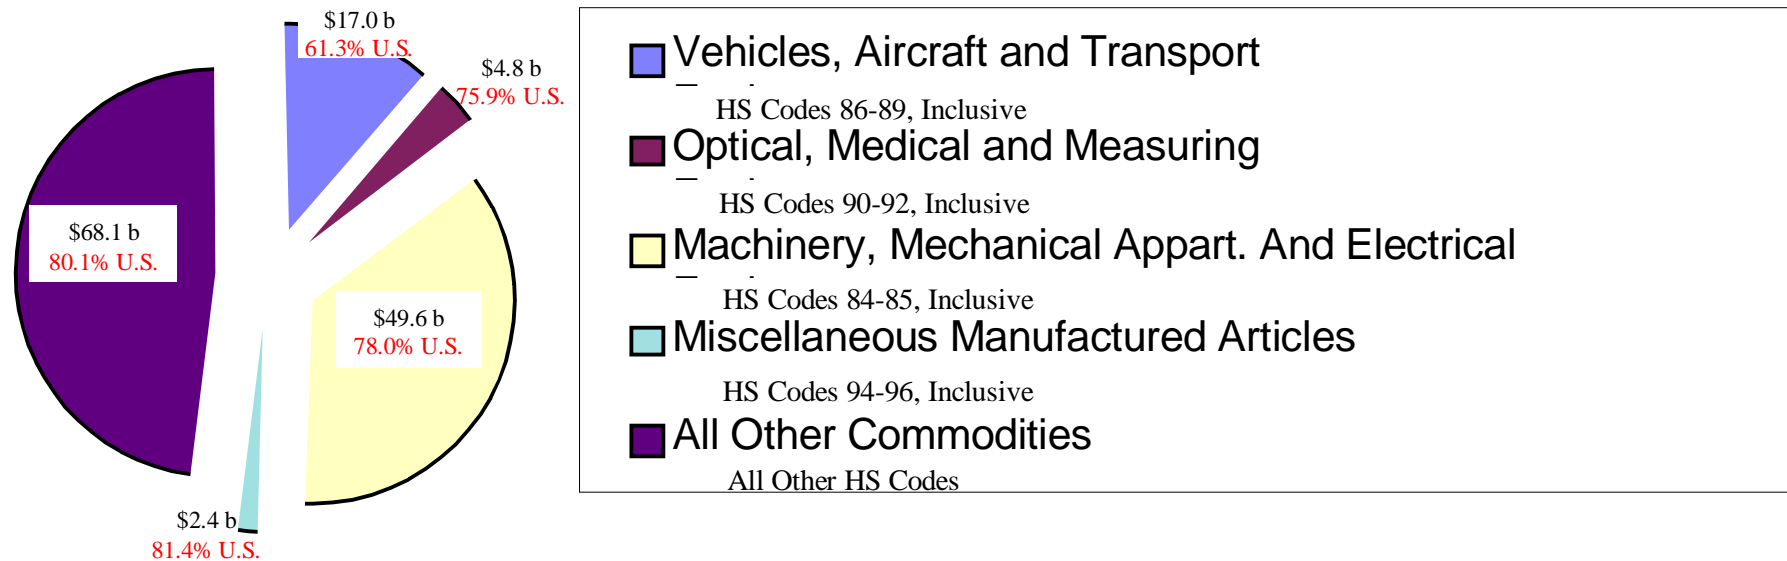 $17.0 b
61.3% U.S.
$4.8 b
75.9% U.S.
$68.1 b
80.1% U.S.
$49.6 b
78.0% U.S.
$2.4 b
81.4% U.S.
Vehicles, Aircraft and Transport
HS Codes 86-89, Inclusive
Optical, Medical and Measuring
HS Codes 90-92, Inclusive
Machinery, Mechanical Appart. And Electrical
HS Codes 84-85, Inclusive
Miscellaneous Manufactured Articles
HS Codes 94-96, Inclusive
All Other Commodities
All Other HS Codes